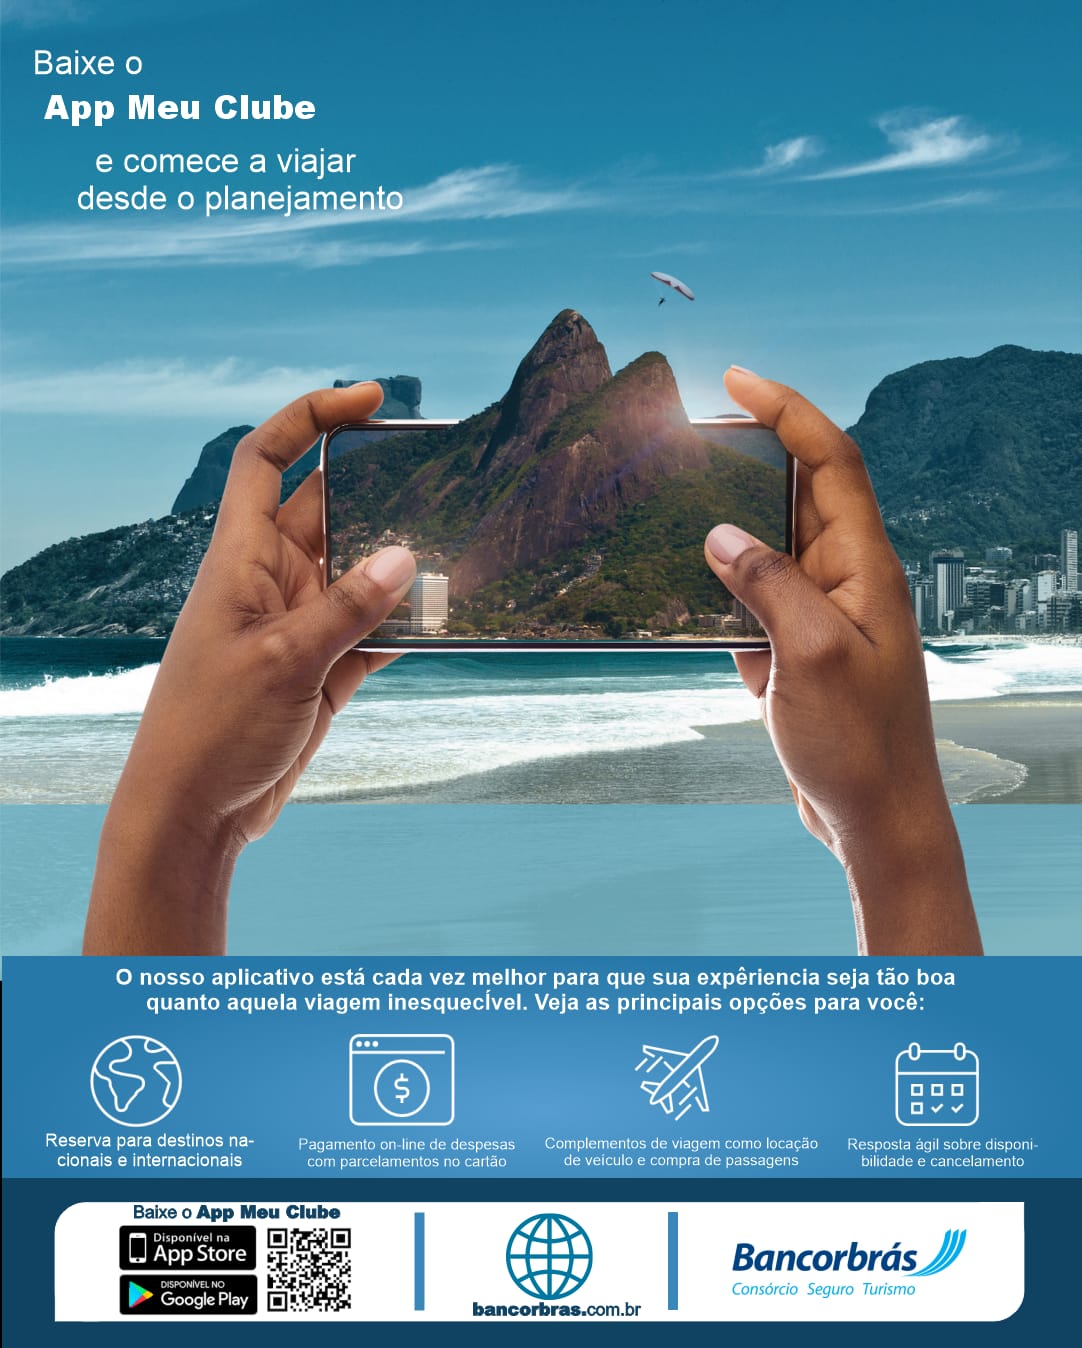 Baixe o
App Meu Clube
e comece a viajar
desde o planejamento
O nosso aplicativo está cada vez melhor para que sua expêriencia seja tão boa
quanto aquela viagem inesquecÍvel. Veja as principais opções para você:
Reserva para destinos na-
cionais e internacionais
Pagamento on-line de despesas
com parcelamentos no cartão
Complementos de viagem como locação
de veículo e compra de passagens
Resposta ágil sobre disponi-
bilidade e cancelamento
Baixe o App Meu Clube
Disponível na
App Store
DISPONÍVEL NO
Google Play
bancorbras.com.br
Bancorbrás
Consórcio Seguro Turismo